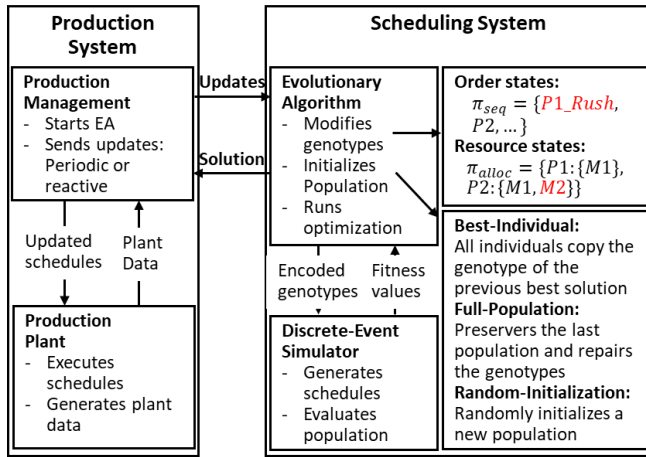 Production
System
Production
Management
- Starts EA
- Sends updates:
Periodic or
reactive
Updated
schedules
Plant
Data
Production
Plant
- Executes
schedules
- Generates plant
data
Updates
Solution
Scheduling System
Evolutionary
Algorithm
- Modifies
genotypes
- Initializes
Population
- Runs
optimization
Encoded
genotypes
Fitness
values
Discrete-Event
Simulator
- Generates
schedules
- Evaluates
population
Order states:
π_seq = {P1_Rush,
P2, …}
Resource states:
π_alloc = {P1: {M1},
P2: {M1, M2}}
Best-Individual:
All individuals copy the
genotype of the
previous best solution
Full-Population:
Preservers the last
population and repairs
the genotypes
Random-Initialization:
Randomly initializes a
new population